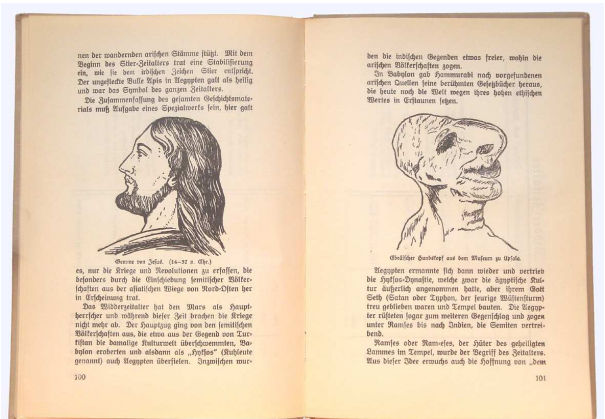 nen der wandernden arischen Stämme stützt. Mit dem
Beginn des Stier-Zeitalters trat eine Stabilisierung
ein, wie sie dem irdischen Zeichen Stier entspricht.
Der ungefleckte Bulle Apis in Aegypten galt als heilig
und war das Symbol des ganzen Zeitalters.
Die Zusammenfassung des gesamten Geschichtsmate-
rials muß Aufgabe eines Spezialwerks sein, hier galt
Gemme von Jesus. (14–37 n. Chr.)
es, nur die Kriege und Revolutionen zu erfassen, die
besonders durch die Einschiebung semitischer Völker-
schaften aus der asiatischen Wiege von Nord-Osten her
in Erscheinung trat.
Das Widderzeitalter hat den Mars als Haupt-
herrscher und während dieser Zeit brachen die Kriege
nicht mehr ab. Der Hauptzug ging von den semitischen
Völkerschaften aus, die etwa aus der Gegend von Tur-
kistan die damalige Kulturwelt überschwemmten, Ba-
bylon eroberten und alsdann als „Hyksos“ (Kuhleute
genannt) auch Aegypten überfielen. Inzwischen wur-
100
den die indischen Gegenden etwas freier, wohin die
arischen Völkerschaften zogen.
In Babylon gab Hammurabi nach vorgefundenen
arischen Quellen seine berühmten Gesetzbücher heraus,
die heute noch die Welt wegen ihres hohen ethischen
Wertes in Erstaunen setzen.
Ebräischer Hundskopf aus dem Museum zu Upsala.
Aegypten ermannte sich dann wieder und vertrieb
die Hyksos-Dynastie, welche zwar die ägyptische Kul-
tur äußerlich angenommen hatte, aber ihrem Gott
Seth (Satan oder Typhon, der feurige Wüstensturm)
treu geblieben waren und Tempel bauten. Die Aegyp-
ter rüsteten sogar zum weiteren Gegenschlag und zogen
unter Ramses bis nach Indien, die Semiten vertrei-
bend.
Ramses oder Ram-eses, der Hüter des geheiligten
Lammes im Tempel, wurde der Begriff des Zeitalters.
Aus dieser Idee erwuchs auch die Hoffnung von „dem
101